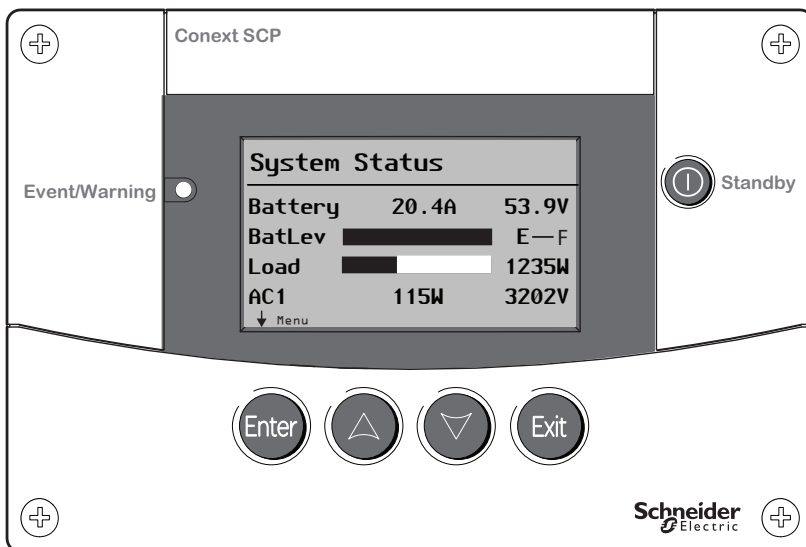 Conext SCP
Event/Warning
Standby
System Status
Battery 20.4A 53.9V
BatLev E—F
Load 1235W
AC1 115W 3202V
↓ Menu
Enter
Exit
Schneider
Electric